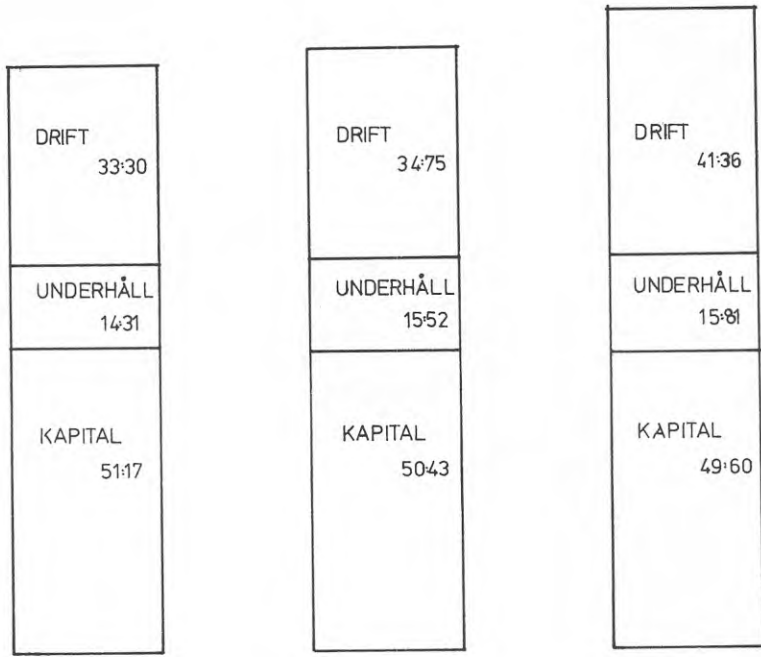 DRIFT
33:30
UNDERHÅLL
14:31
KAPITAL
51:17
DRIFT
34:75
UNDERHÅLL
15:52
KAPITAL
50:43
DRIFT
41:36
UNDERHÅLL
15:81
KAPITAL
49:60